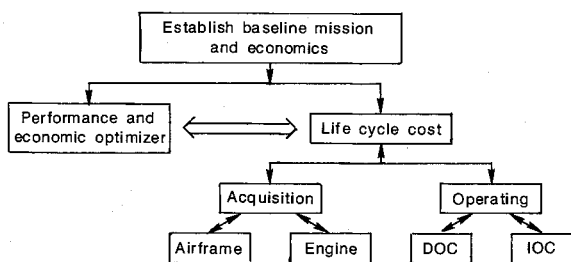 Establish baseline mission
and economics
Performance and
economic optimizer
Life cycle cost
Acquisition
Operating
Airframe
Engine
DOC
IOC